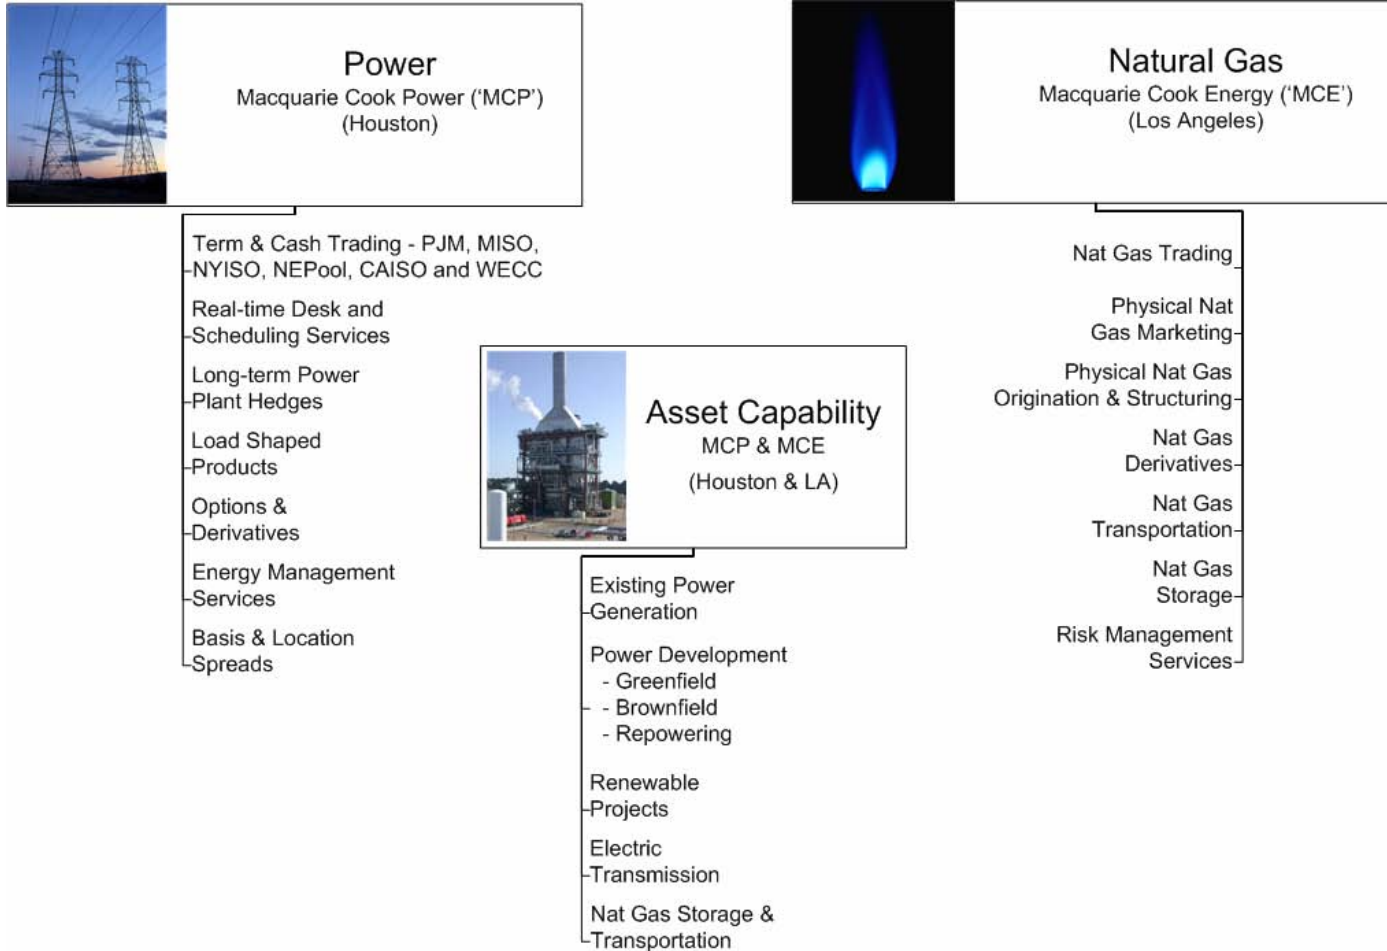 Power
Macquarie Cook Power (‘MCP’)
(Houston)
Term & Cash Trading - PJM, MISO,
NYISO, NEPool, CAISO and WECC
Real-time Desk and
Scheduling Services
Long-term Power
Plant Hedges
Load Shaped
Products
Options &
Derivatives
Energy Management
Services
Basis & Location
Spreads
Asset Capability
MCP & MCE
(Houston & LA)
Existing Power
Generation
Power Development
- Greenfield
- Brownfield
- Repowering
Renewable
Projects
Electric
Transmission
Nat Gas Storage &
Transportation
Natural Gas
Macquarie Cook Energy (‘MCE’)
(Los Angeles)
Nat Gas Trading
Physical Nat
Gas Marketing
Physical Nat Gas
Origination & Structuring
Nat Gas
Derivatives
Nat Gas
Transportation
Nat Gas
Storage
Risk Management
Services